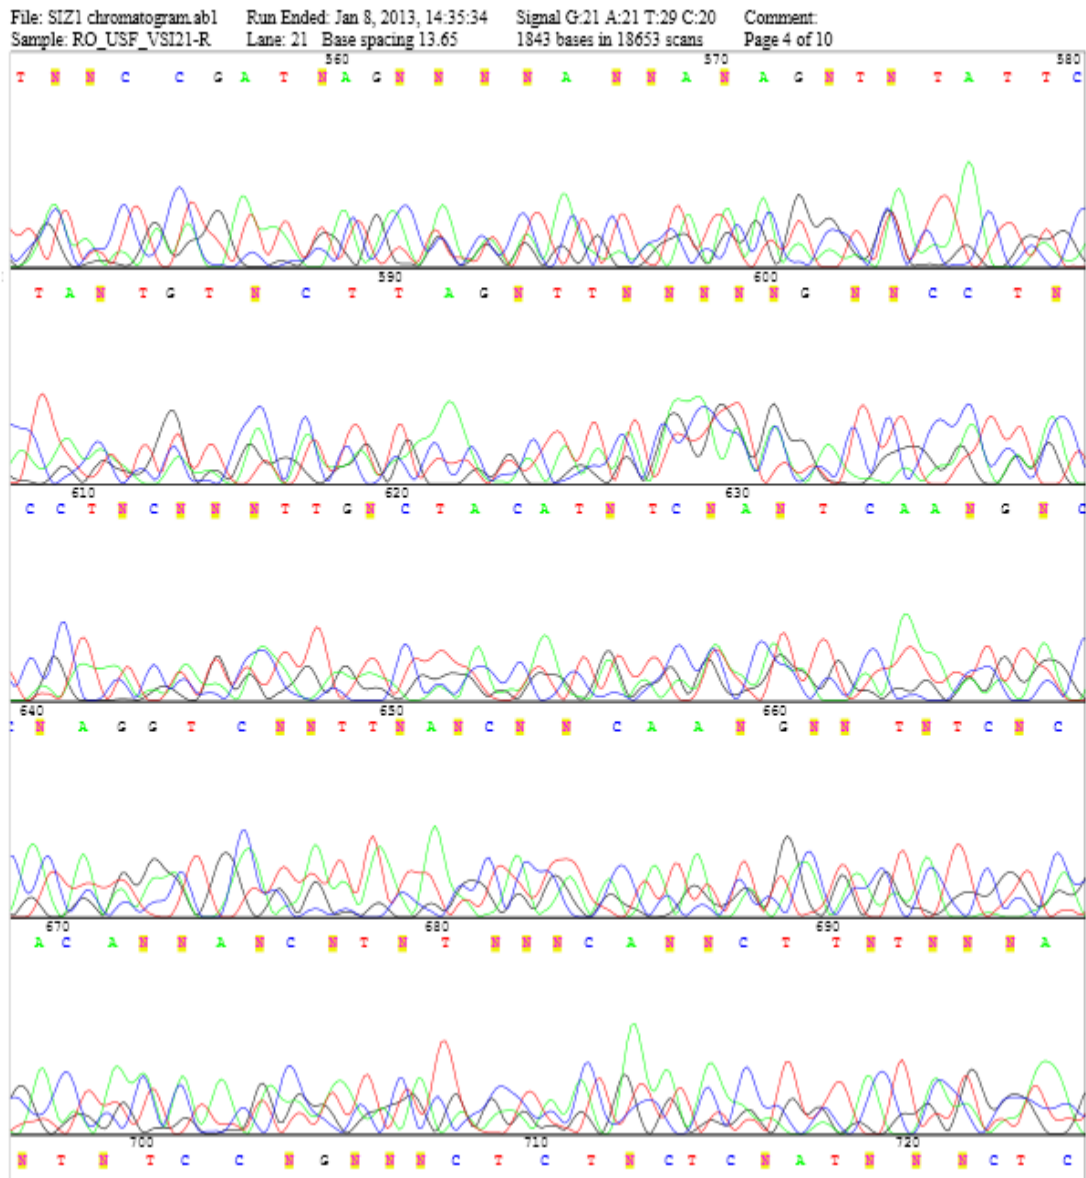 File: SIZ1 chromatogram.ab1 Run Ended: Jan 8, 2013, 14:35:34 Signal G:21 A:21 T:29 C:20 Comment:
Sample: RO_USF_VSI21-R Lane: 21 Base spacing 13.65 1843 bases in 18653 scans Page 4 of 10
560 570 580
T N N C C G A T N A G N N N N A N N A N A G N T N T A T T C
590 600
T A N T G T N C T T A G N T T N N N N N G N N C C T N
610 620 630
C C T N C N N N T T G N C T A C A T N T C N A N T C A A N G N C
640 650 660
N A G G T C N N T T N A N C N N C A A N G N N T N T C N C
670 680 690
A C A N N A N C N T N T N N N C A N N C T T N T N N N A
700 710 720
N T N T C C N G N N N C T C T N C T C N A T N N N C T C